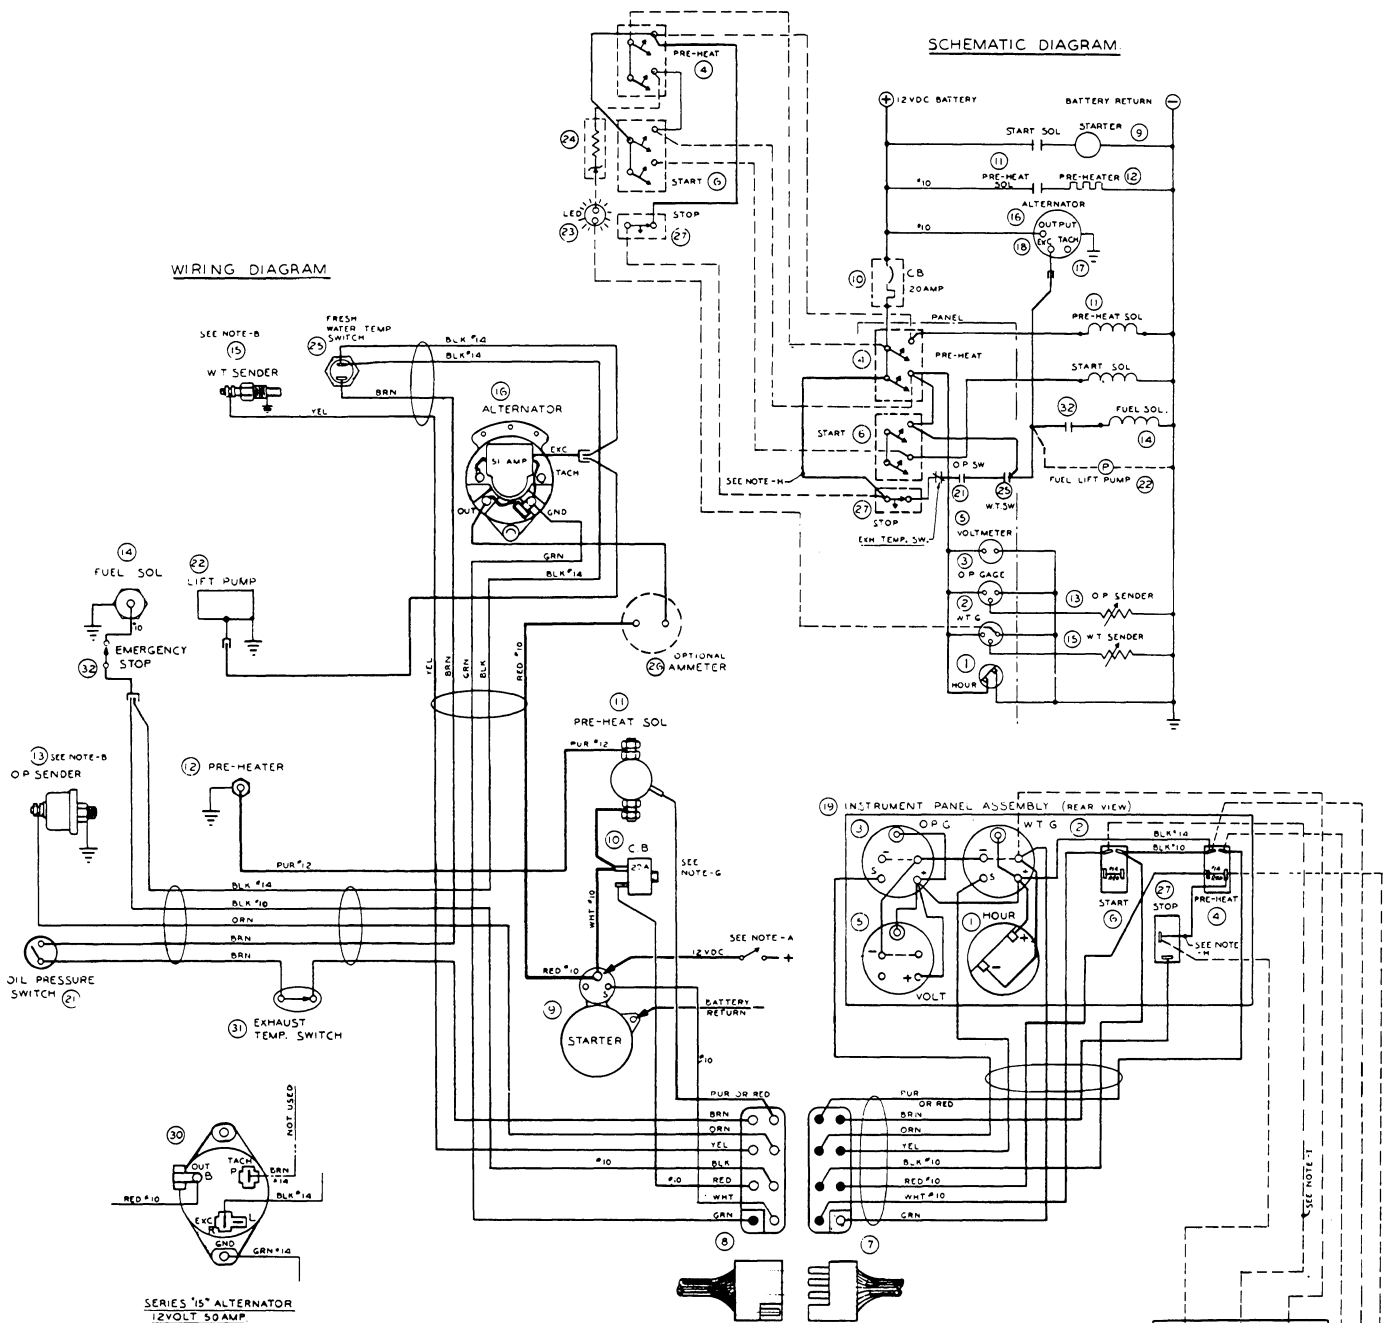 SCHEMATIC DIAGRAM.
PRE-HEAT
4
24
START 6
LED
23
STOP
27
+ 12VDC BATTERY
BATTERY RETURN −
START SOL
STARTER 9
11
PRE-HEAT
SOL
PRE-HEATER 12
#10
ALTERNATOR
16
OUTPUT
EXC TACH
18
17
#10
10
C.B
20AMP
PANEL
11
PRE-HEAT SOL
4
PRE-HEAT
START SOL
32
FUEL SOL.
14
START 6
P
FUEL LIFT PUMP 22
SEE NOTE-H
O.P SW
21
25
W.T.SW
27
STOP
EXH TEMP. SW.
5
VOLTMETER
3
O.P GAGE
2
W.T G
13 O.P SENDER
15 W.T SENDER
1
HOUR
WIRING DIAGRAM
SEE NOTE-B
15
W.T SENDER
FRESH
WATER TEMP
SWITCH
25
BLK #14
BLK #14
BRN
YEL
16
ALTERNATOR
51 AMP
EXC
TACH
OUT
GND
GRN
BLK #14
14
FUEL SOL
#10
22
LIFT PUMP
EMERGENCY
STOP
32
YEL
BRN
GRN
BLK
RED #10
OPTIONAL
26 AMMETER
11
PRE-HEAT SOL
PUR #12
13 SEE NOTE-B
O.P SENDER
12 PRE-HEATER
PUR #12
10
C.B
20A
SEE
NOTE-G
WHT #10
BLK #14
BLK #10
ORN
BRN
BRN
OIL PRESSURE
SWITCH 21
31 EXHAUST
TEMP. SWITCH
RED #10
12VDC
SEE NOTE-A
+
S
9
STARTER
BATTERY
RETURN
#10
19 INSTRUMENT PANEL ASSEMBLY (REAR VIEW)
3
O P G
W.T G
2
− S +
− S +
BLK #14
BLK #10
START
6
27
STOP
PRE-HEAT
4
SEE NOTE
-H
5
− +
VOLT
1
HOUR
+
−
PUR OR RED
BRN
ORN
YEL
#10 BLK
#10 RED
WHT
GRN
8
PUR
OR RED
BRN
ORN
YEL
BLK #10
RED #10
WHT #10
GRN
7
SEE NOTE-I
30
NOT USED
OUT
B
TACH
P
BRN
#14
RED #10
BLK #14
EXC
R
L
GND
GRN #14
SERIES "15" ALTERNATOR
12VOLT 50AMP.